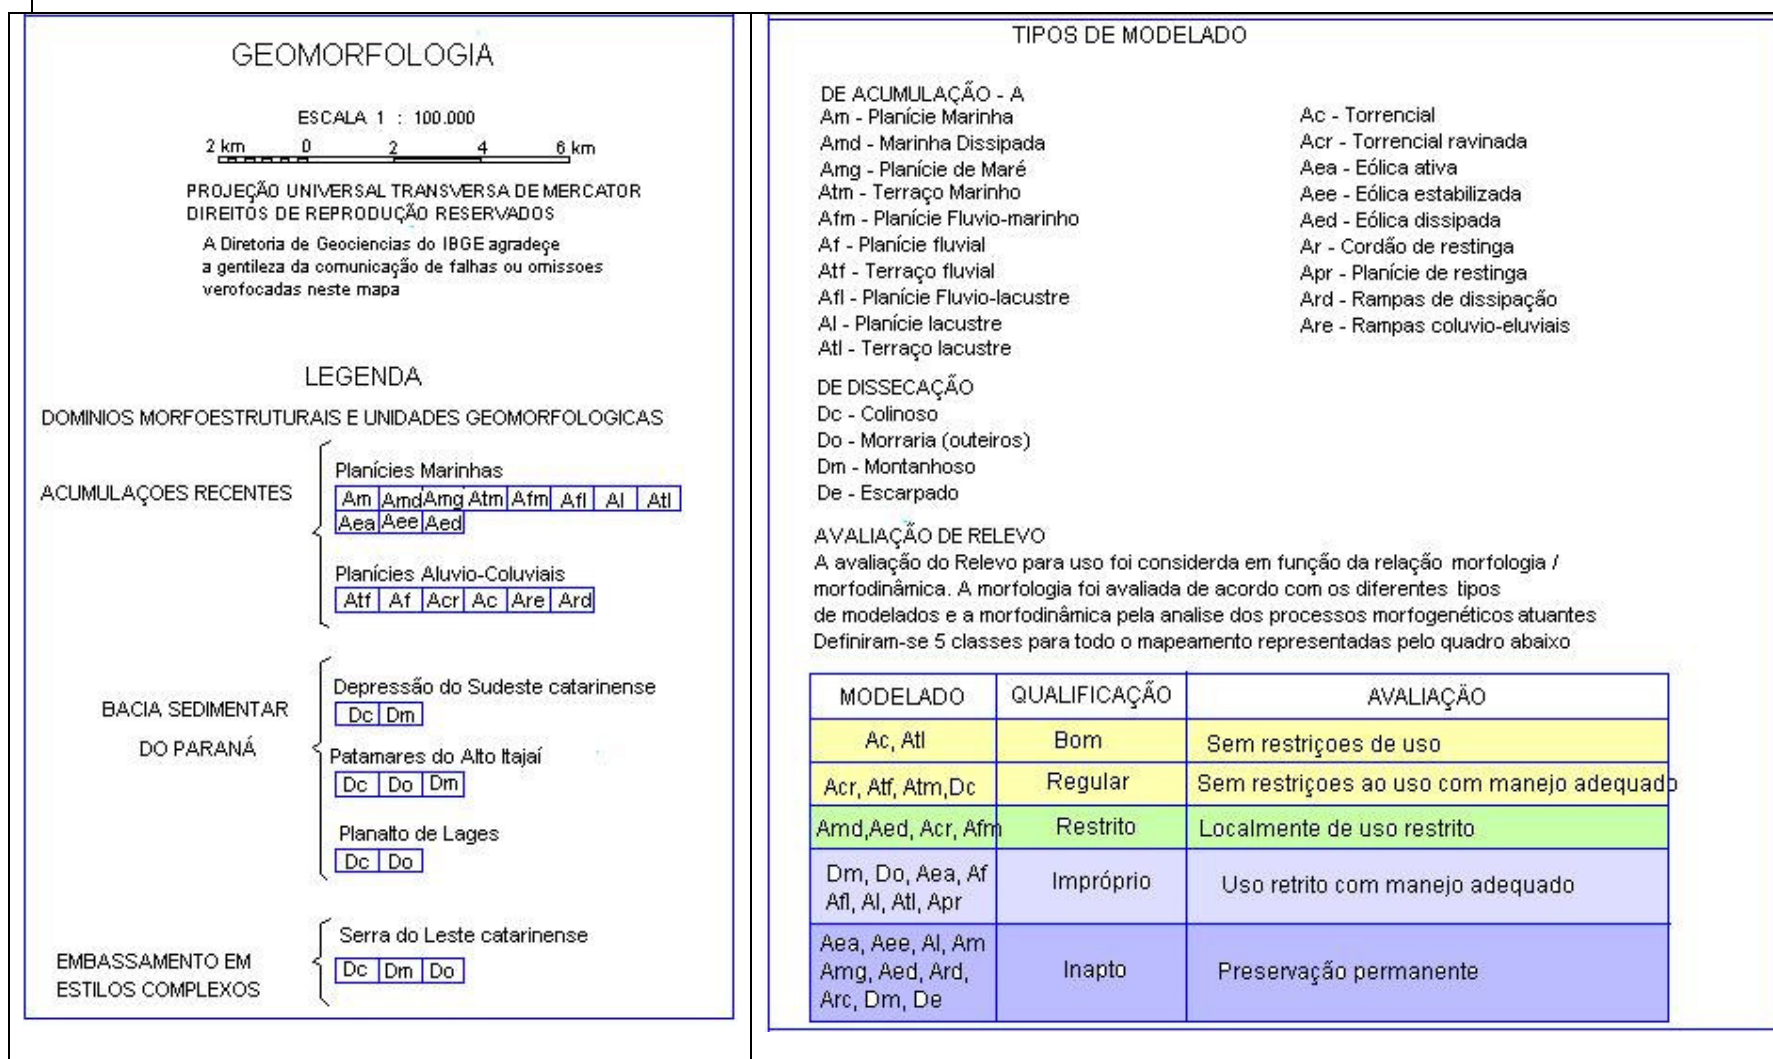 GEOMORFOLOGIA
ESCALA 1 : 100.000
2 km 0 2 4 6 km
PROJEÇÃO UNIVERSAL TRANSVERSA DE MERCATOR
DIREITOS DE REPRODUÇÃO RESERVADOS
A Diretoria de Geociencias do IBGE agradeçe
a gentileza da comunicação de falhas ou omissoes
verofocadas neste mapa
LEGENDA
DOMINIOS MORFOESTRUTURAIS E UNIDADES GEOMORFOLOGICAS
ACUMULAÇOES RECENTES
Planícies Marinhas
Am Amd Amg Atm Afm Afl Al Atl
Aea Aee Aed
Planícies Aluvio-Coluviais
Atf Af Acr Ac Are Ard
BACIA SEDIMENTAR
DO PARANÁ
Depressão do Sudeste catarinense
Dc Dm
Patamares do Alto Itajaí
Dc Do Dm
Planalto de Lages
Dc Do
EMBASSAMENTO EM
ESTILOS COMPLEXOS
Serra do Leste catarinense
Dc Dm Do
TIPOS DE MODELADO
DE ACUMULAÇÃO - A
Am - Planície Marinha
Amd - Marinha Dissipada
Amg - Planície de Maré
Atm - Terraço Marinho
Afm - Planície Fluvio-marinho
Af - Planície fluvial
Atf - Terraço fluvial
Afl - Planície Fluvio-lacustre
Al - Planície lacustre
Atl - Terraço lacustre
Ac - Torrencial
Acr - Torrencial ravinada
Aea - Eólica ativa
Aee - Eólica estabilizada
Aed - Eólica dissipada
Ar - Cordão de restinga
Apr - Planície de restinga
Ard - Rampas de dissipação
Are - Rampas coluvio-eluviais
DE DISSECAÇÃO
Dc - Colinoso
Do - Morraria (outeiros)
Dm - Montanhoso
De - Escarpado
AVALIAÇÃO DE RELEVO
A avaliação do Relevo para uso foi considerda em função da relação morfologia /
morfodinâmica. A morfologia foi avaliada de acordo com os diferentes tipos
de modelados e a morfodinâmica pela analise dos processos morfogenéticos atuantes
Definiram-se 5 classes para todo o mapeamento representadas pelo quadro abaixo
MODELADO QUALIFICAÇÃO AVALIAÇÃO
Ac, Atl Bom Sem restriçoes de uso
Acr, Atf, Atm,Dc Regular Sem restriçoes ao uso com manejo adequado
Amd,Aed, Acr, Afm Restrito Localmente de uso restrito
Dm, Do, Aea, Af
Afl, Al, Atl, Apr
Impróprio Uso retrito com manejo adequado
Aea, Aee, Al, Am
Amg, Aed, Ard,
Arc, Dm, De
Inapto Preservação permanente